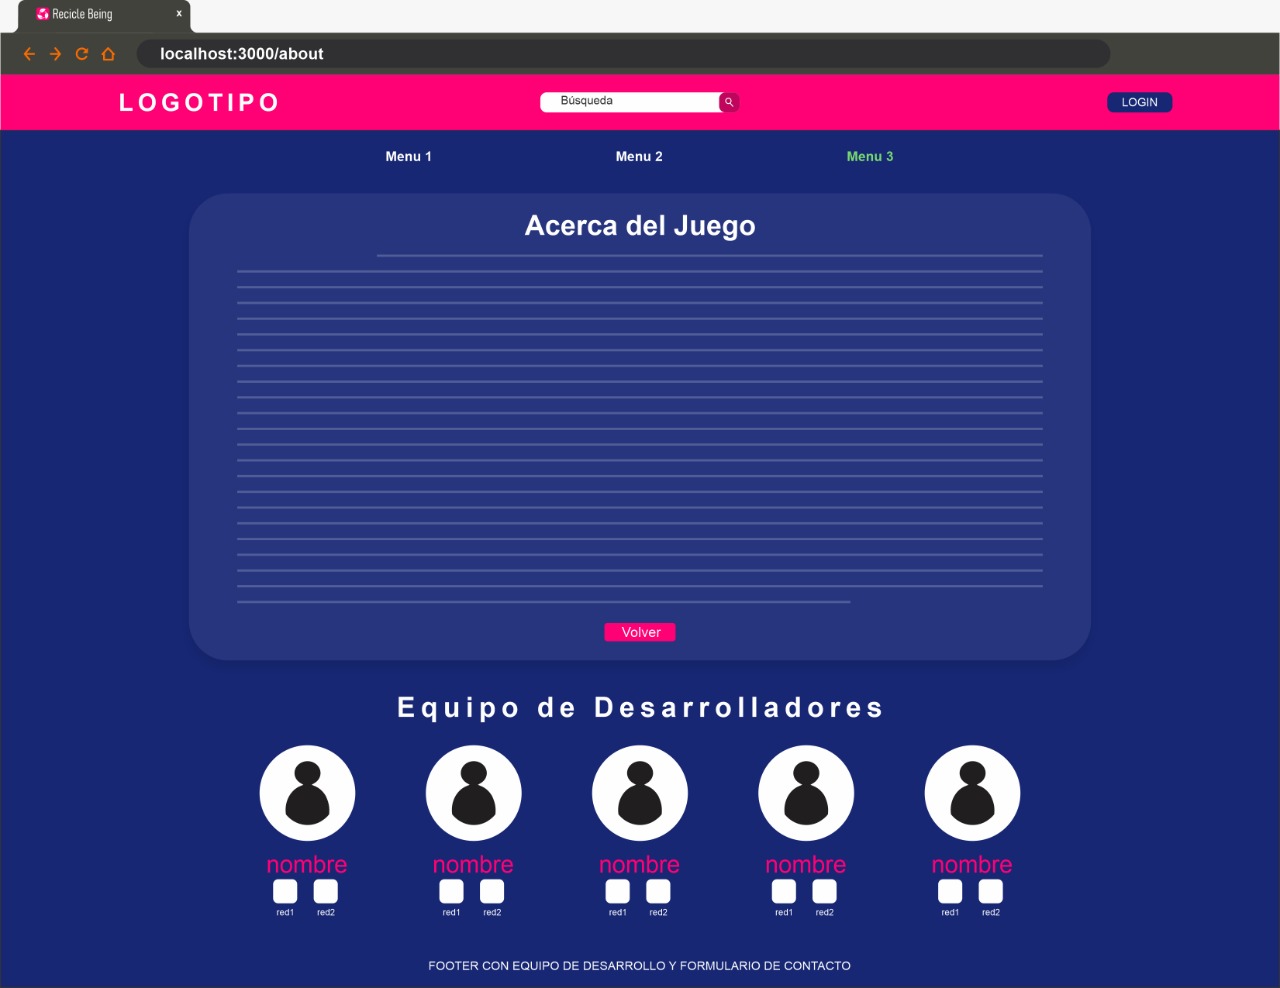 Recicle Being x
localhost:3000/about
LOGOTIPO Búsqueda LOGIN
Menu 1 Menu 2 Menu 3
Acerca del Juego
Volver
Equipo de Desarrolladores
nombre nombre nombre nombre nombre
red1 red2 red1 red2 red1 red2 red1 red2 red1 red2
FOOTER CON EQUIPO DE DESARROLLO Y FORMULARIO DE CONTACTO